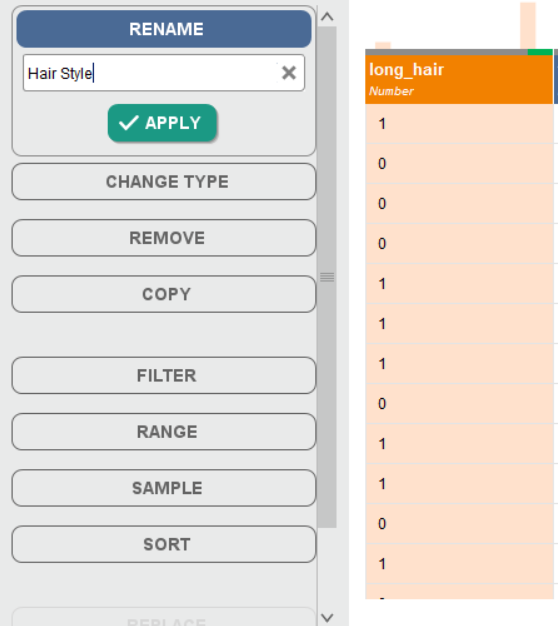 RENAME
Hair Style
APPLY
CHANGE TYPE
REMOVE
COPY
FILTER
RANGE
SAMPLE
SORT
REPLACE
long_hair
Number
1
0
0
0
1
1
1
0
1
1
0
1